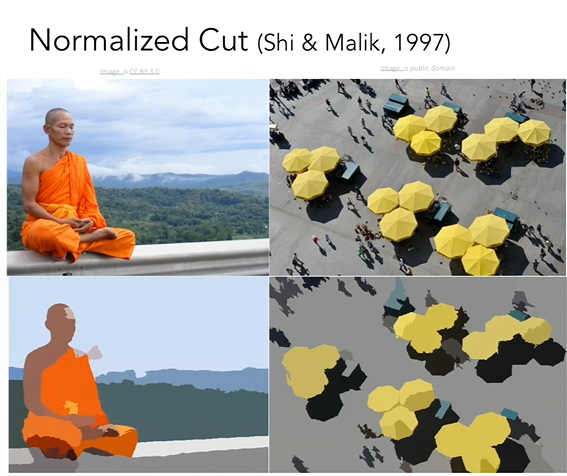 Normalized Cut (Shi & Malik, 1997)
Image is CC BY 3.0
Image is public domain